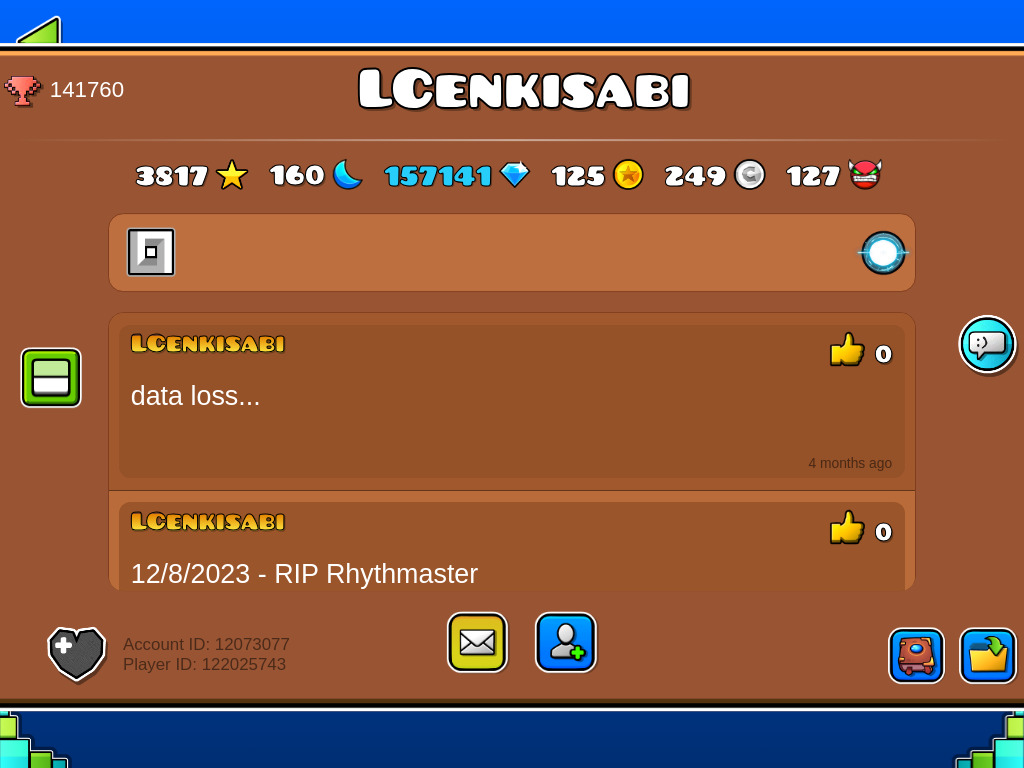 141760
LCenkisabi
3817 160 157141 125 249 127
LCenkisabi
0
data loss...
4 months ago
LCenkisabi
0
12/8/2023 - RIP Rhythmaster
Account ID: 12073077
Player ID: 122025743